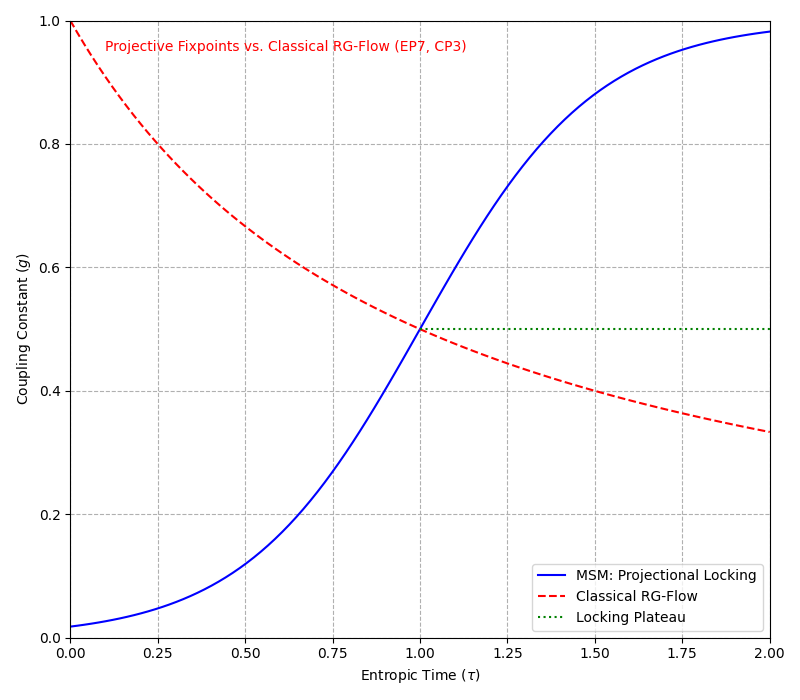 Projective Fixpoints vs. Classical RG-Flow (EP7, CP3)
1.0
0.8
0.6
0.4
0.2
0.0
Coupling Constant (g)
MSM: Projectional Locking
Classical RG-Flow
Locking Plateau
0.00 0.25 0.50 0.75 1.00 1.25 1.50 1.75 2.00
Entropic Time (τ)